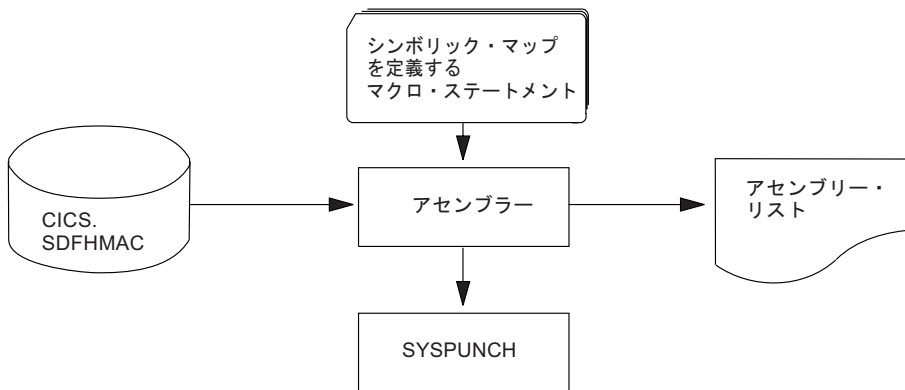 シンボリック・マップ
を定義する
マクロ・ステートメント
CICS.
SDFHMAC
アセンブラー
アセンブリー・
リスト
SYSPUNCH